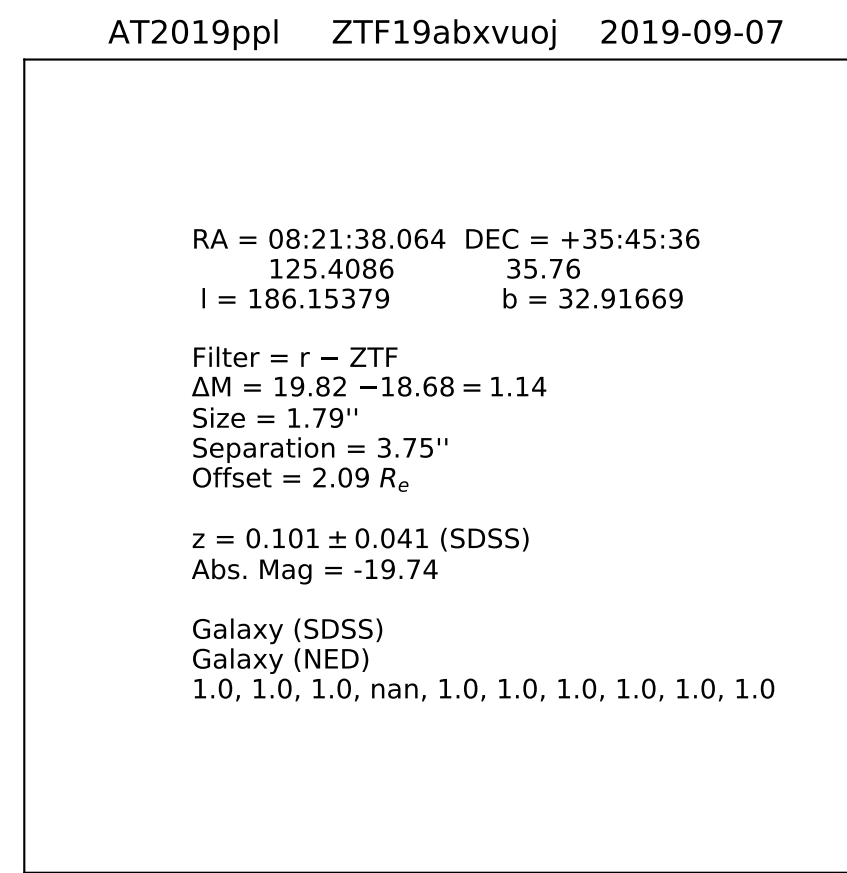 AT2019ppl ZTF19abxvuoj 2019-09-07
RA = 08:21:38.064 DEC = +35:45:36
125.4086 35.76
l = 186.15379 b = 32.91669
Filter = r − ZTF
ΔM = 19.82 −18.68 = 1.14
Size = 1.79''
Separation = 3.75''
Offset = 2.09 Rₑ
z = 0.101 ± 0.041 (SDSS)
Abs. Mag = -19.74
Galaxy (SDSS)
Galaxy (NED)
1.0, 1.0, 1.0, nan, 1.0, 1.0, 1.0, 1.0, 1.0, 1.0